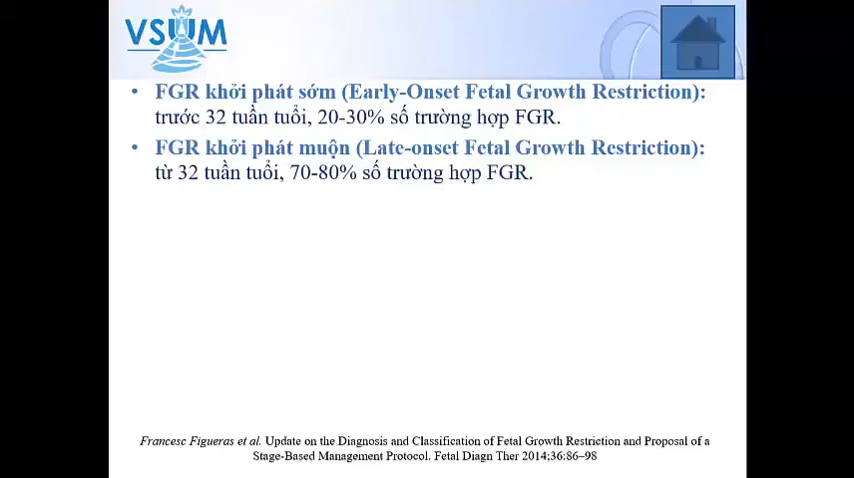 VSUM
• FGR khởi phát sớm (Early-Onset Fetal Growth Restriction):
trước 32 tuần tuổi, 20-30% số trường hợp FGR.
• FGR khởi phát muộn (Late-onset Fetal Growth Restriction):
từ 32 tuần tuổi, 70-80% số trường hợp FGR.
Francesc Figueras et al. Update on the Diagnosis and Classification of Fetal Growth Restriction and Proposal of a
Stage-Based Management Protocol. Fetal Diagn Ther 2014;36:86–98